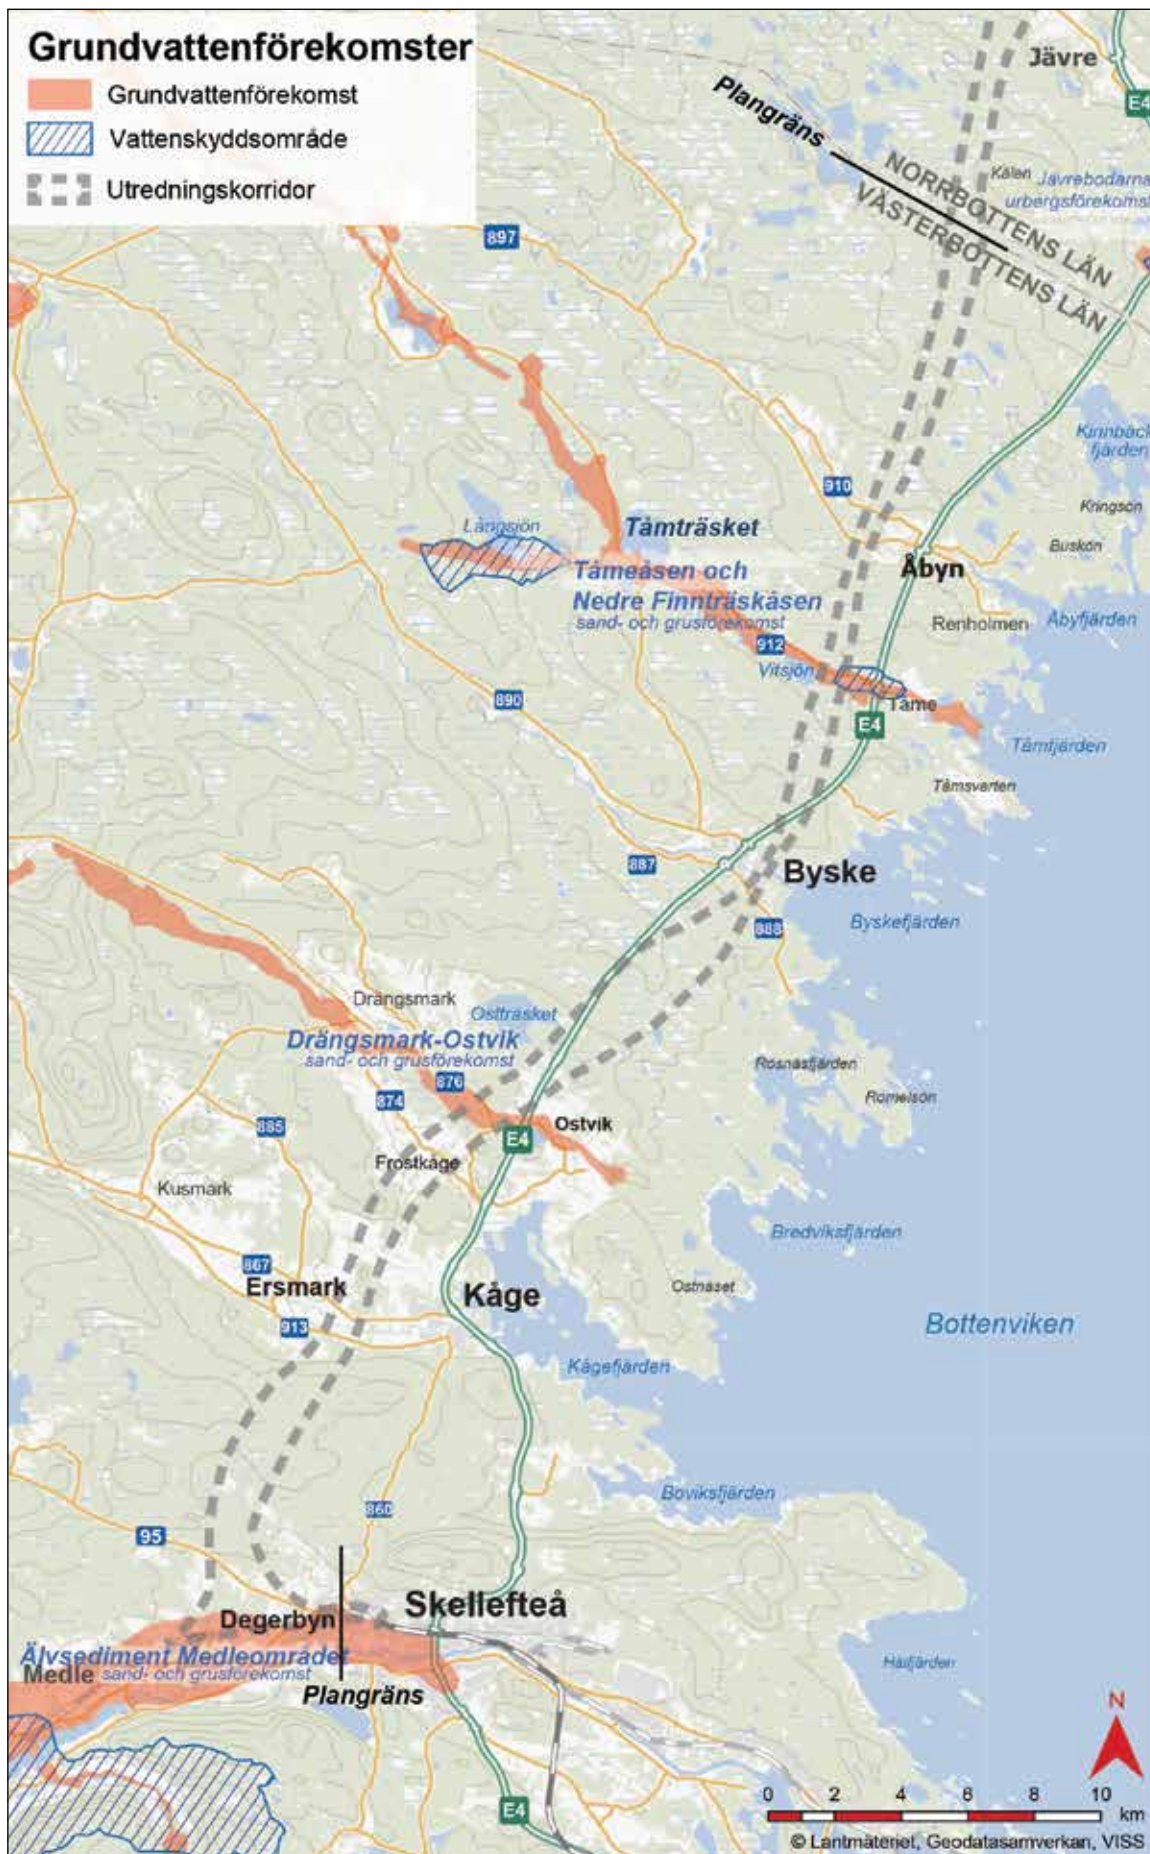 Grundvattenförekomster
Grundvattenförekomst
Vattenskyddsområde
Utredningskorridor
Jävre
E4
Plangräns
NORRBOTTENS LÄN
VÄSTERBOTTENS LÄN
Kälen
Jävrebodarna
urbergsförekomst
897
Kinnbäck
fjärden
910
Kringson
Buskön
Långsjön
Tåmträsket
Åbyn
Tåmeåsen och
Nedre Finnträskåsen
sand- och grusförekomst
Renholmen
Åbyfjärden
912
Vitsjön
890
Tåme
E4
Tåmfjärden
Tåmsvarten
887
Byske
888
Byskefjärden
Drängsmark
Ostträsket
Drängsmark-Ostvik
sand- och grusförekomst
Rosnäsfjärden
876
874
Romelsön
885
Ostvik
E4
Frostkåge
Kusmark
Bredviksfjärden
867
Ersmark
Kåge
Ostnäset
913
Bottenviken
Kågefjärden
Boviksfjärden
860
95
Skellefteå
Degerbyn
Älvsediment Medleområdet
Medle
sand- och grusförekomst
Plangräns
N
0 2 4 6 8 10
km
E4
© Lantmäteriet, Geodatasamverkan, VISS